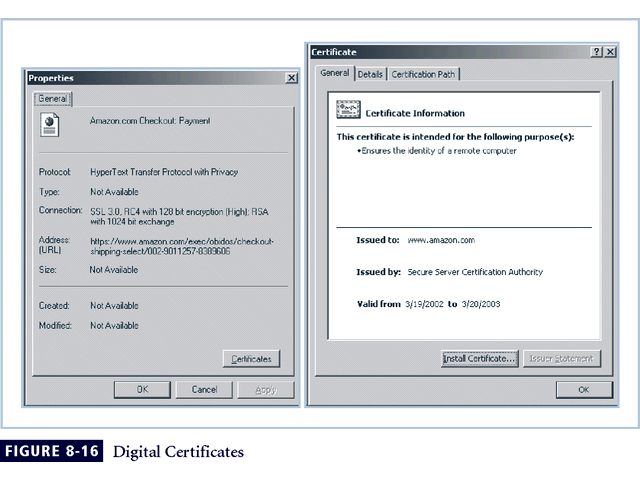 Properties
General
Amazon.com Checkout: Payment
Protocol: HyperText Transfer Protocol with Privacy
Type: Not Available
Connection: SSL 3.0, RC4 with 128 bit encryption (High); RSA
with 1024 bit exchange
Address: https://www.amazon.com/exec/obidos/checkout-
(URL) shipping-select/002-9011257-8389606
Size: Not Available
Created: Not Available
Modified: Not Available
Certificates
OK Cancel Apply
Certificate
General Details Certification Path
Certificate Information
This certificate is intended for the following purpose(s):
•Ensures the identity of a remote computer
Issued to: www.amazon.com
Issued by: Secure Server Certification Authority
Valid from 3/19/2002 to 3/20/2003
Install Certificate... Issuer Statement
OK
FIGURE 8-16 Digital Certificates